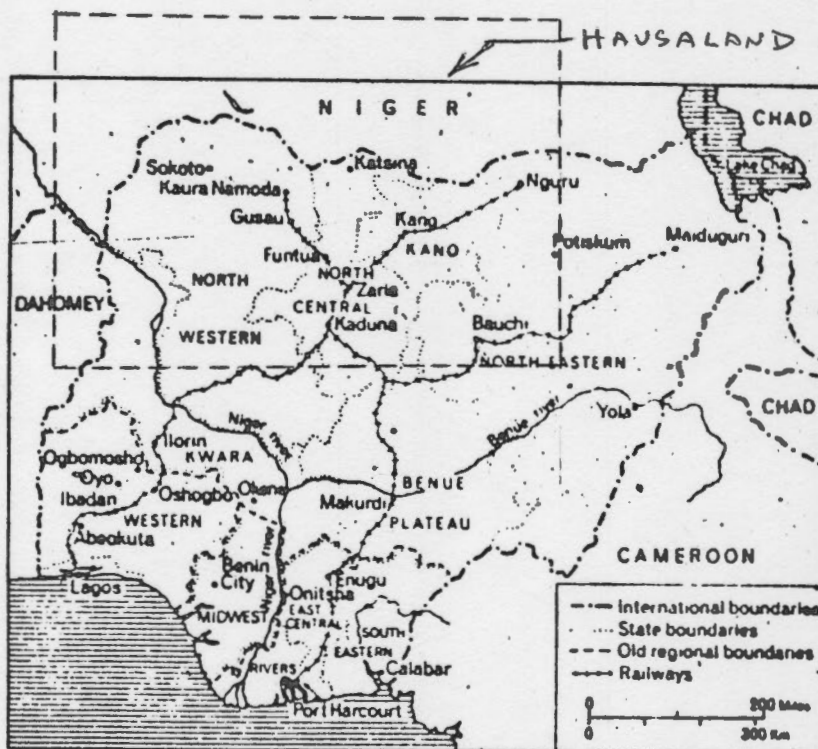 HAUSALAND
NIGER
CHAD
Lake Chad
Sokoto
Katsina
Kaura Namoda
Nguru
Gusau
Kano
KANO
Potiskum
Maiduguri
Funtua
NORTH
NORTH
Zaria
DAHOMEY
CENTRAL
WESTERN
Kaduna
Bauchi
NORTH EASTERN
CHAD
Niger river
Benue river
Yola
Ilorin
KWARA
Ogbomosho
Oyo
BENUE
Ibadan
Oshogbo
Okene
Makurdi
WESTERN
PLATEAU
Abeokuta
CAMEROON
Benin
City
Niger river
Enugu
Lagos
Onitsha
MIDWEST
EAST
CENTRAL
SOUTH
EASTERN
RIVERS
Calabar
Port Harcourt
International boundaries
State boundaries
Old regional boundaries
Railways
0 200 Miles
0 300 Km